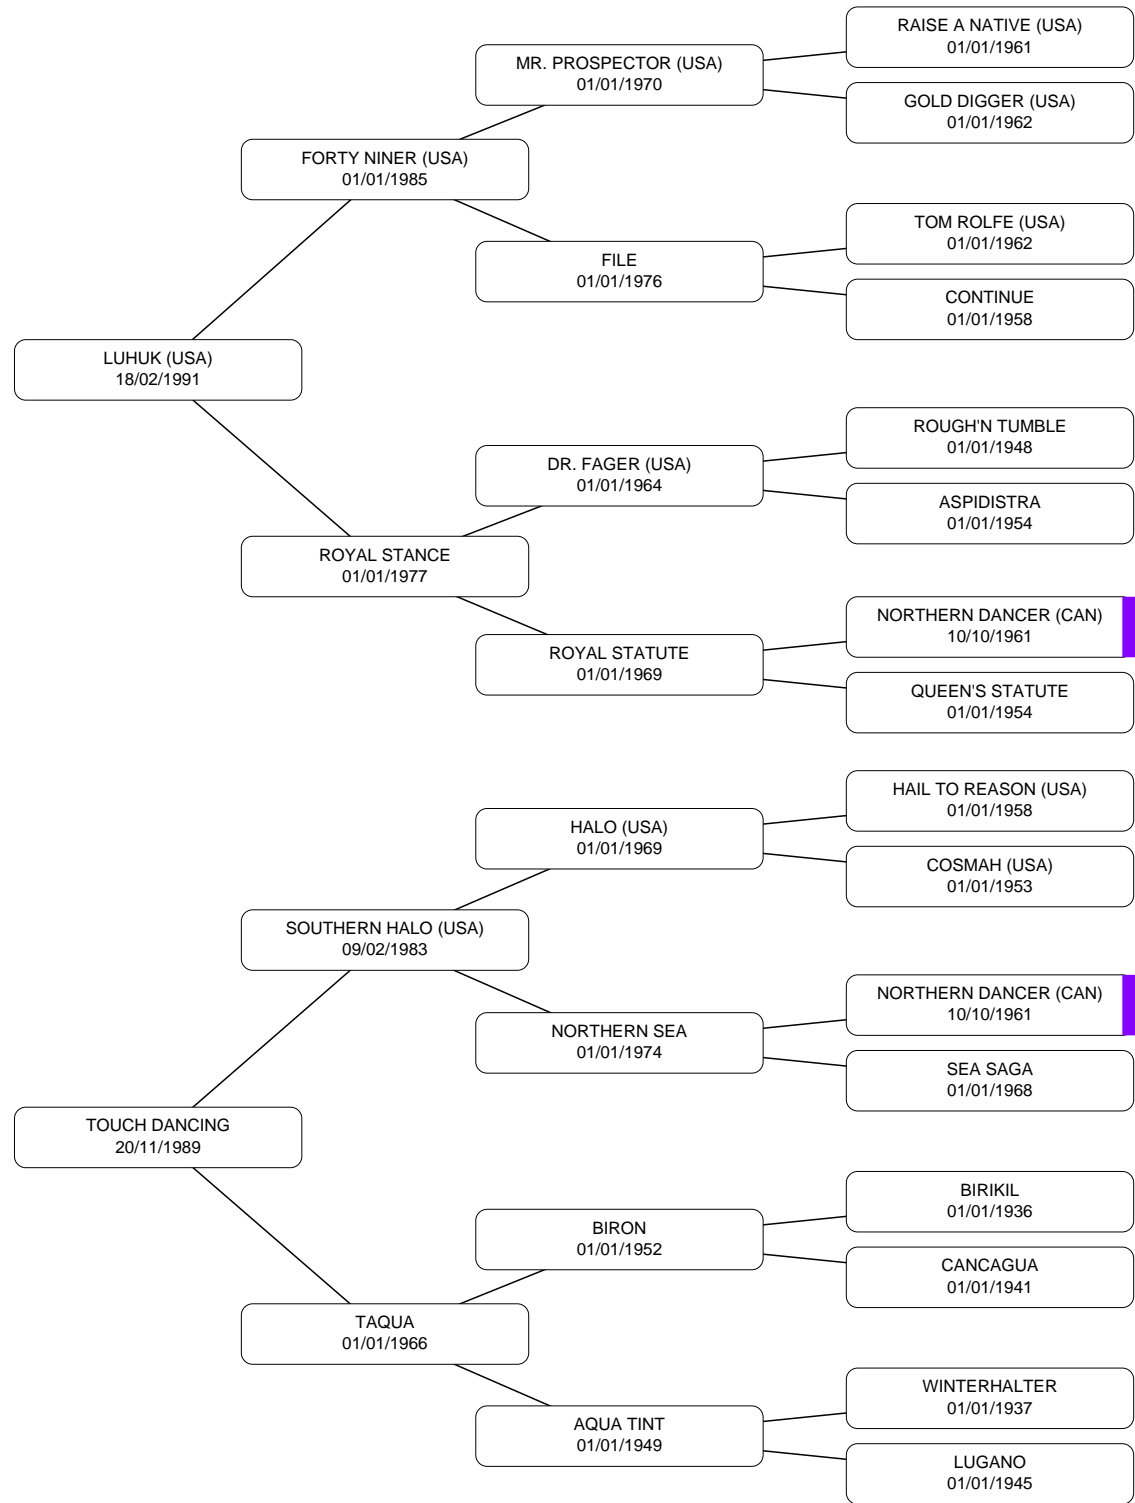 RAISE A NATIVE (USA)
01/01/1961
MR. PROSPECTOR (USA)
01/01/1970
GOLD DIGGER (USA)
01/01/1962
FORTY NINER (USA)
01/01/1985
TOM ROLFE (USA)
01/01/1962
FILE
01/01/1976
CONTINUE
01/01/1958
LUHUK (USA)
18/02/1991
ROUGH'N TUMBLE
01/01/1948
DR. FAGER (USA)
01/01/1964
ASPIDISTRA
01/01/1954
ROYAL STANCE
01/01/1977
NORTHERN DANCER (CAN)
10/10/1961
ROYAL STATUTE
01/01/1969
QUEEN'S STATUTE
01/01/1954
HAIL TO REASON (USA)
01/01/1958
HALO (USA)
01/01/1969
COSMAH (USA)
01/01/1953
SOUTHERN HALO (USA)
09/02/1983
NORTHERN DANCER (CAN)
10/10/1961
NORTHERN SEA
01/01/1974
SEA SAGA
01/01/1968
TOUCH DANCING
20/11/1989
BIRIKIL
01/01/1936
BIRON
01/01/1952
CANCAGUA
01/01/1941
TAQUA
01/01/1966
WINTERHALTER
01/01/1937
AQUA TINT
01/01/1949
LUGANO
01/01/1945